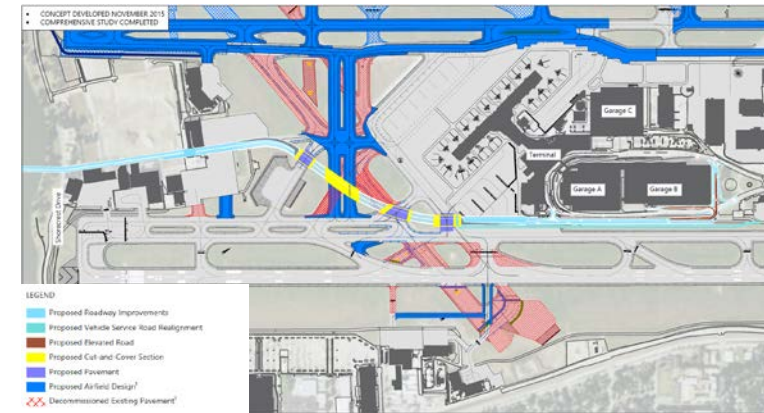 • CONCEPT DEVELOPED NOVEMBER 2015
• COMPREHENSIVE STUDY COMPLETED
Garage C
Terminal
Garage A
Garage B
Shorecrest Drive
LEGEND
Proposed Roadway Improvements
Proposed Vehicle Service Road Realignment
Proposed Elevated Road
Proposed Cut-and-Cover Section
Proposed Pavement
Proposed Airfield Design
Decommissioned Existing Pavement